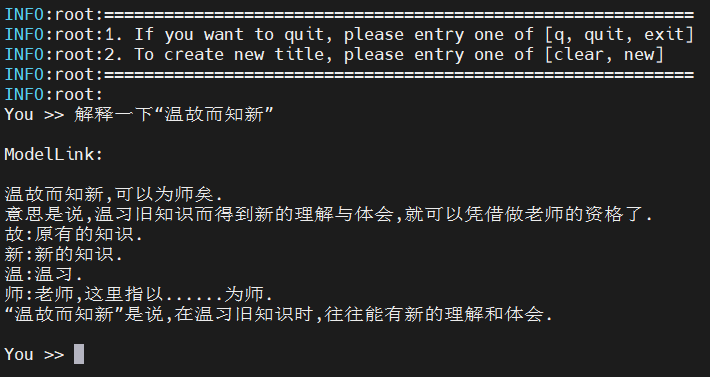 INFO:root:===========================================================
INFO:root:1. If you want to quit, please entry one of [q, quit, exit]
INFO:root:2. To create new title, please entry one of [clear, new]
INFO:root:===========================================================
INFO:root:
You >> 解释一下“温故而知新”
ModelLink:
温故而知新,可以为师矣.
意思是说,温习旧知识而得到新的理解与体会,就可以凭借做老师的资格了.
故:原有的知识.
新:新的知识.
温:温习.
师:老师,这里指以......为师.
“温故而知新”是说,在温习旧知识时,往往能有新的理解和体会.
You >>